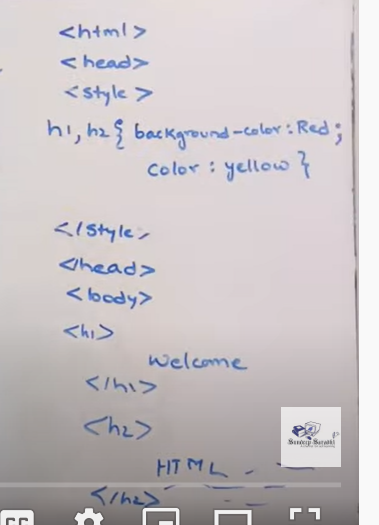 <html>
<head>
<style>
h1, h2 { background-color: Red;
color : yellow }
</style>
</head>
<body>
<h1>
Welcome
</h1>
<h2>
HTML
</h2>